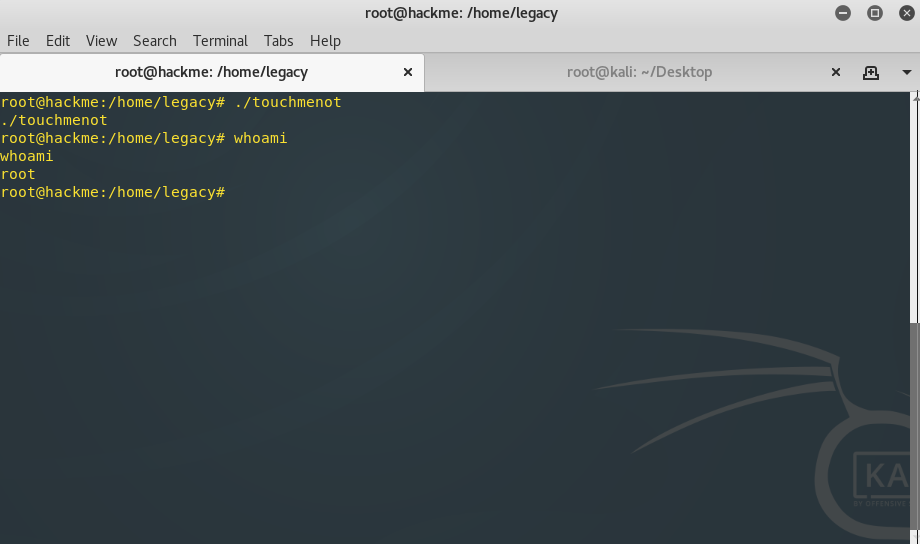 root@hackme: /home/legacy
File Edit View Search Terminal Tabs Help
root@hackme: /home/legacy root@kali: ~/Desktop
root@hackme:/home/legacy# ./touchmenot
./touchmenot
root@hackme:/home/legacy# whoami
whoami
root
root@hackme:/home/legacy#
KA